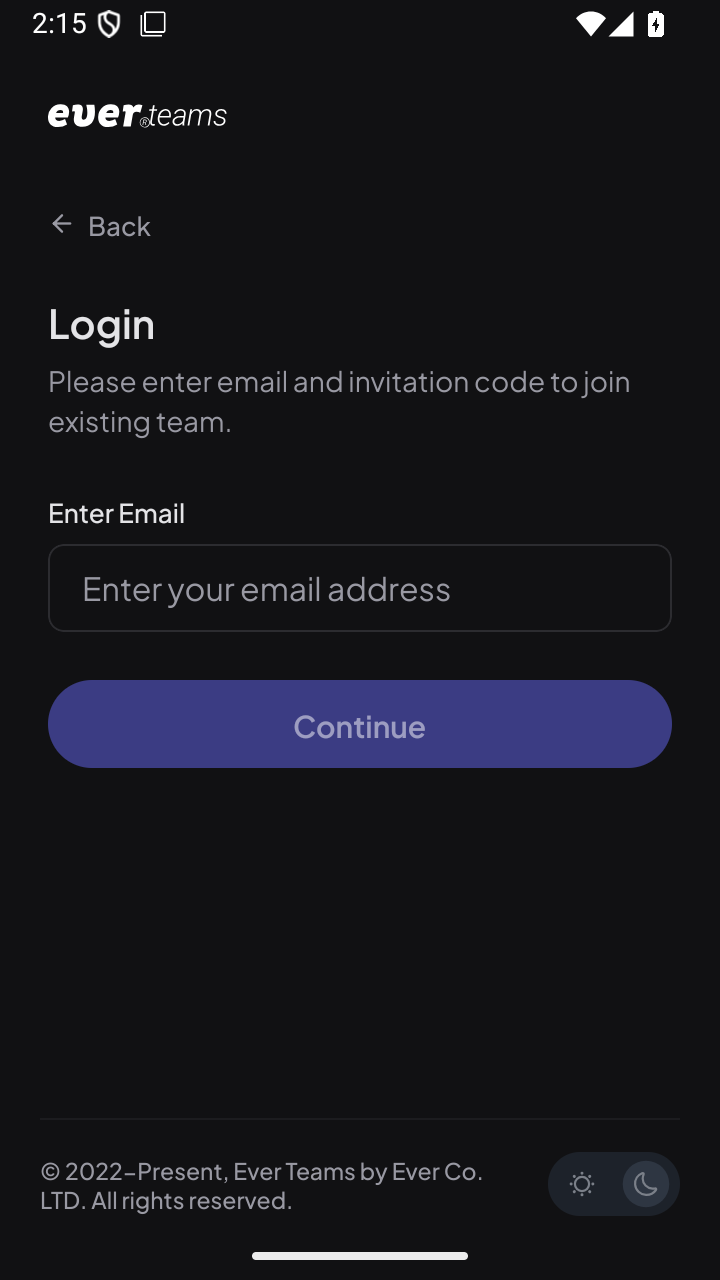 2:15
ever®teams
Back
Login
Please enter email and invitation code to join
existing team.
Enter Email
Enter your email address
Continue
© 2022–Present, Ever Teams by Ever Co.
LTD. All rights reserved.